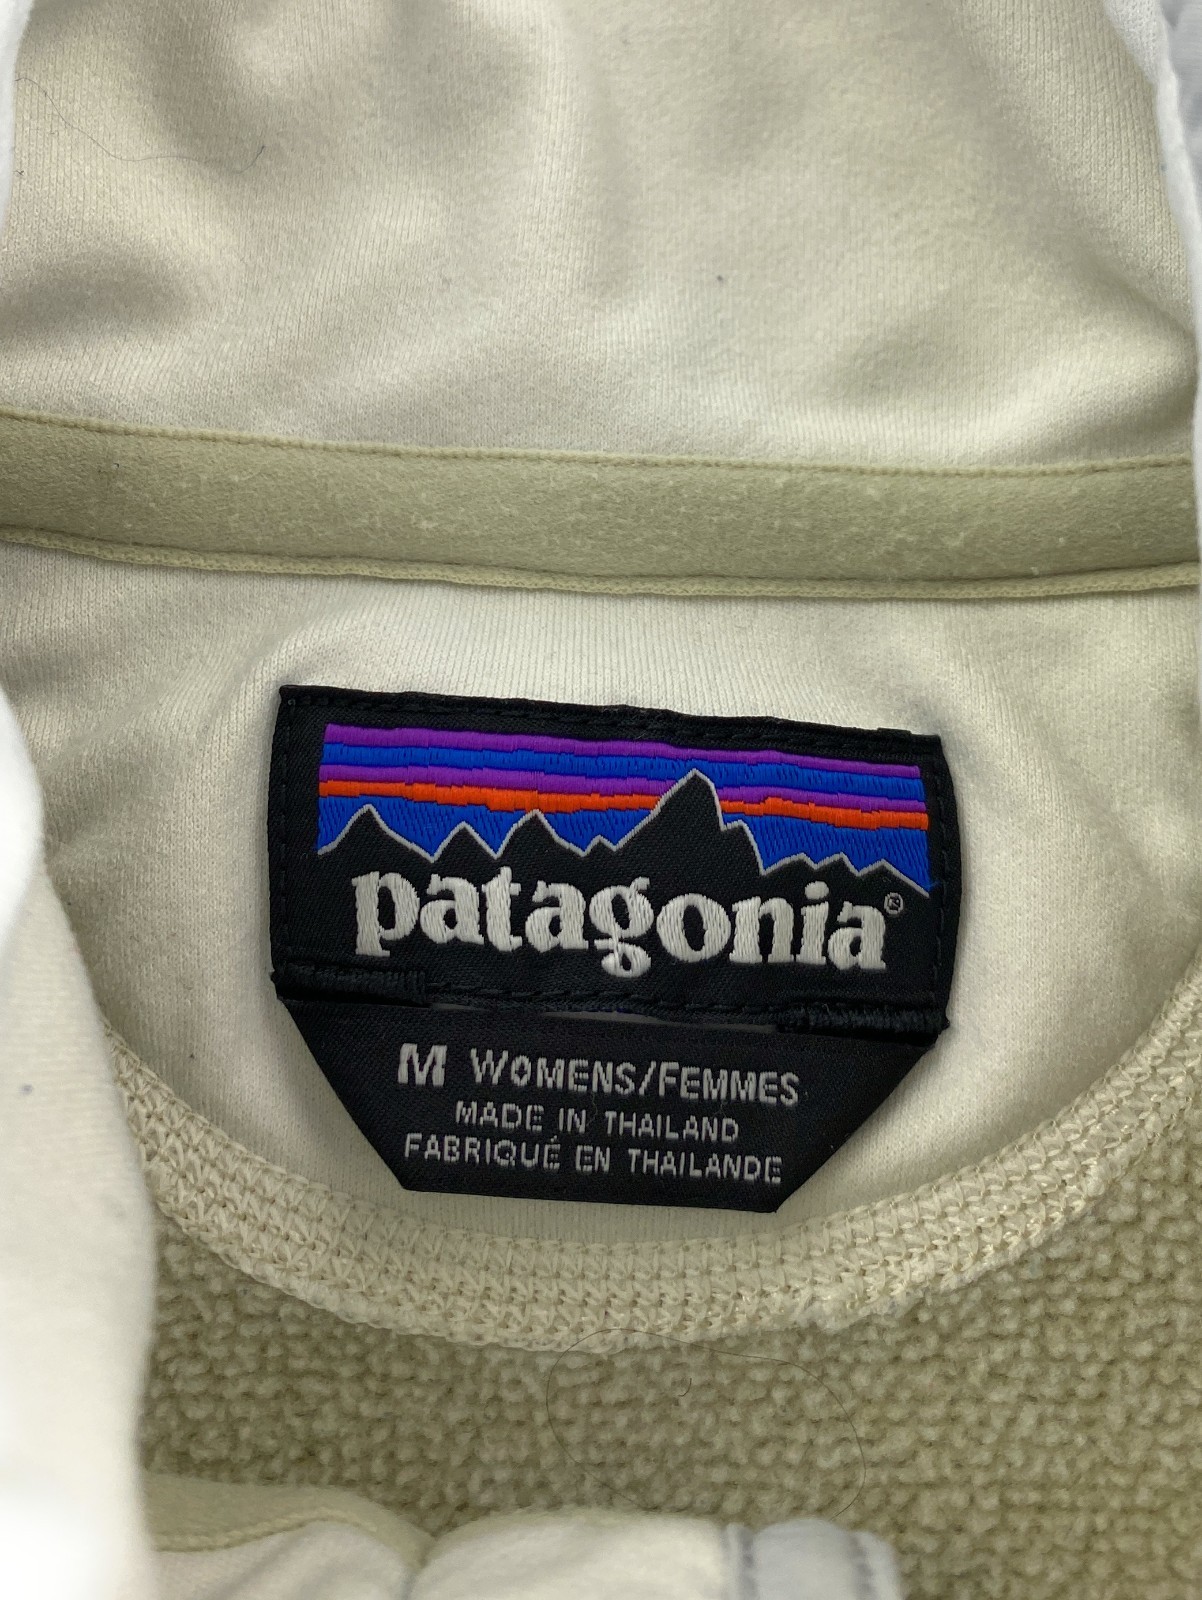 patagonia®
M WOMENS/FEMMES
MADE IN THAILAND
FABRIQUÉ EN THAILANDE